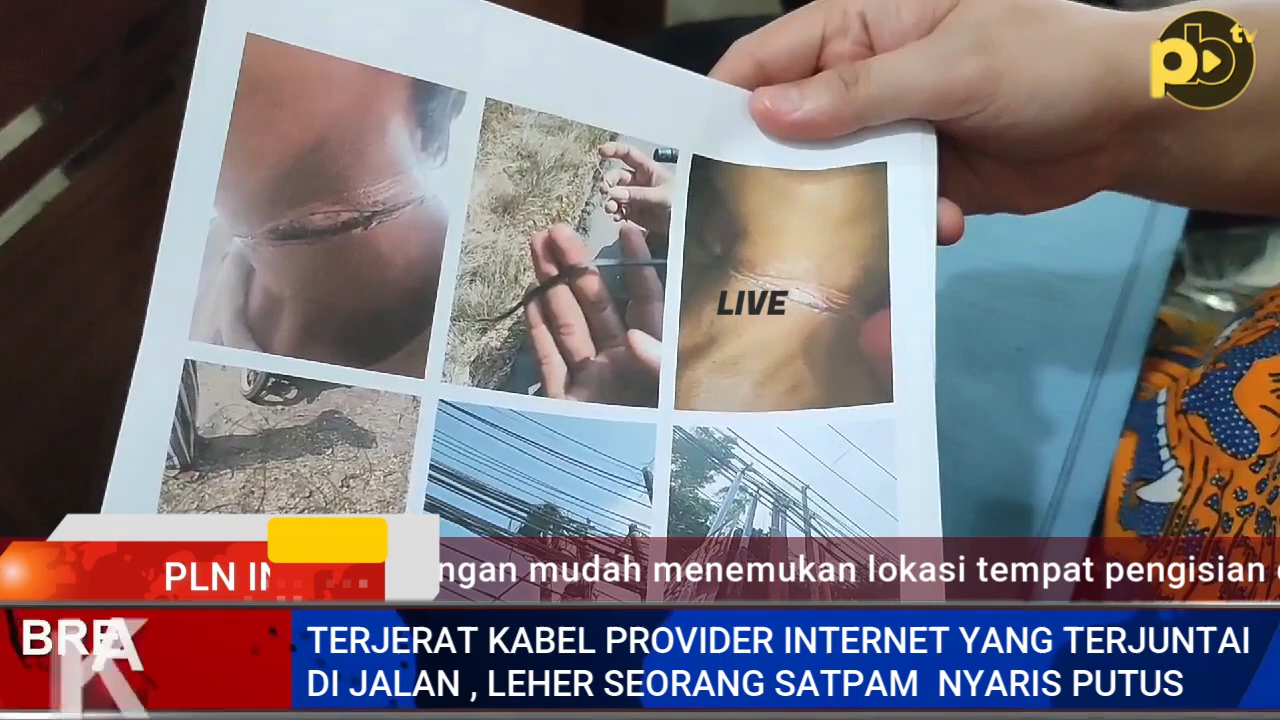 pb tv
LIVE
PLN IN
ngan mudah menemukan lokasi tempat pengisian
BREA
K
TERJERAT KABEL PROVIDER INTERNET YANG TERJUNTAI
DI JALAN , LEHER SEORANG SATPAM NYARIS PUTUS